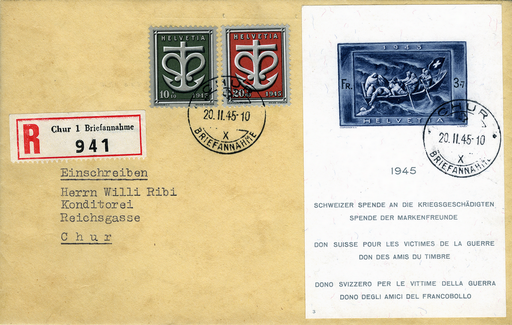 HELVETIA
10+10 1945
HELVETIA
20+ 1945
CHUR
20.II.45-10
X
BRIEFANNAHME
R
Chur 1 Briefannahme
941
Einschreiben
Herrn Willi Ribi
Konditorei
Reichsgasse
Chur
1945
FR. 3+7
HELVETIA
CHUR
20.II.45-10
X
BRIEFANNAHME
1945
SCHWEIZER SPENDE AN DIE KRIEGSGESCHÄDIGTEN
SPENDE DER MARKENFREUNDE
DON SUISSE POUR LES VICTIMES DE LA GUERRE
DON DES AMIS DU TIMBRE
DONO SVIZZERO PER LE VITTIME DELLA GUERRA
DONO DEGLI AMICI DEL FRANCOBOLLO